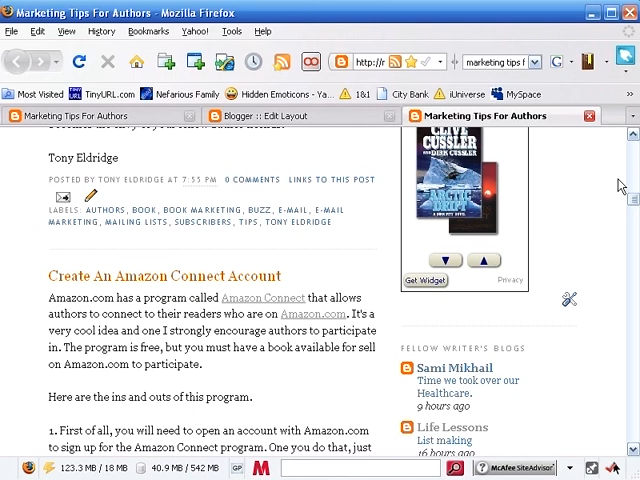 Marketing Tips For Authors - Mozilla Firefox
File Edit View History Bookmarks Yahoo! Tools Help
http://r marketing tips f
Most Visited TinyURL.com Nefarious Family Hidden Emoticons - Ya... 1&1 City Bank iUniverse MySpace
Marketing Tips For Authors Blogger :: Edit Layout Marketing Tips For Authors
Tony Eldridge
POSTED BY TONY ELDRIDGE AT 7:55 PM 0 COMMENTS LINKS TO THIS POST
LABELS: AUTHORS, BOOK, BOOK MARKETING, BUZZ, E-MAIL, E-MAIL
MARKETING, MAILING LISTS, SUBSCRIBERS, TIPS, TONY ELDRIDGE
Create An Amazon Connect Account
Amazon.com has a program called Amazon Connect that allows
authors to connect to their readers who are on Amazon.com. It's a
very cool idea and one I strongly encourage authors to participate
in. The program is free, but you must have a book available for sell
on Amazon.com to participate.
Here are the ins and outs of this program.
1. First of all, you will need to open an account with Amazon.com
to sign up for the Amazon Connect program. One you do that, just
CLIVE
CUSSLER
AND DIRK CUSSLER
ARCTIC
DRIFT
Get Widget Privacy
FELLOW WRITER'S BLOGS
Sami Mikhail
Time we took over our
Healthcare.
9 hours ago
Life Lessons
List making
16 hours ago
123.3 MB / 18 MB 40.9 MB / 542 MB GP M McAfee SiteAdvisor